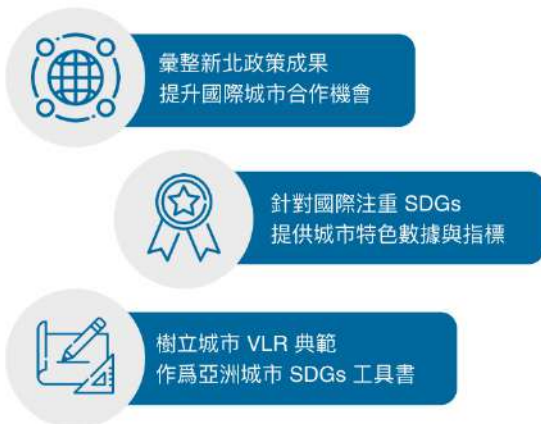 彙整新北政策成果
提升國際城市合作機會
針對國際注重 SDGs
提供城市特色數據與指標
樹立城市 VLR 典範
作爲亞洲城市 SDGs 工具書